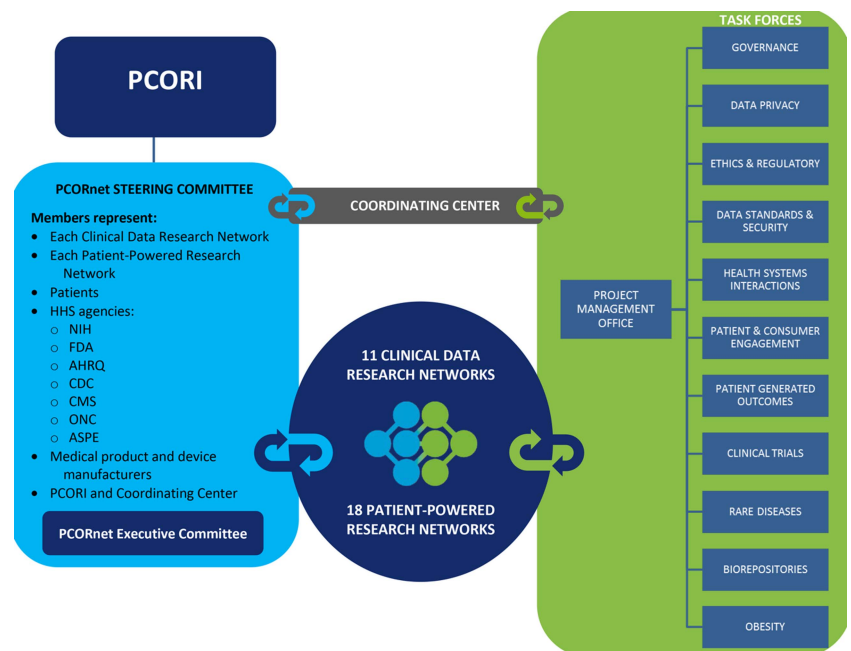 PCORI
PCORnet STEERING COMMITTEE
Members represent:
• Each Clinical Data Research Network
• Each Patient-Powered Research
Network
• Patients
• HHS agencies:
o NIH
o FDA
o AHRQ
o CDC
o CMS
o ONC
o ASPE
• Medical product and device
manufacturers
• PCORI and Coordinating Center
PCORnet Executive Committee
COORDINATING CENTER
11 CLINICAL DATA
RESEARCH NETWORKS
18 PATIENT-POWERED
RESEARCH NETWORKS
TASK FORCES
PROJECT
MANAGEMENT
OFFICE
GOVERNANCE
DATA PRIVACY
ETHICS & REGULATORY
DATA STANDARDS &
SECURITY
HEALTH SYSTEMS
INTERACTIONS
PATIENT & CONSUMER
ENGAGEMENT
PATIENT GENERATED
OUTCOMES
CLINICAL TRIALS
RARE DISEASES
BIOREPOSITORIES
OBESITY